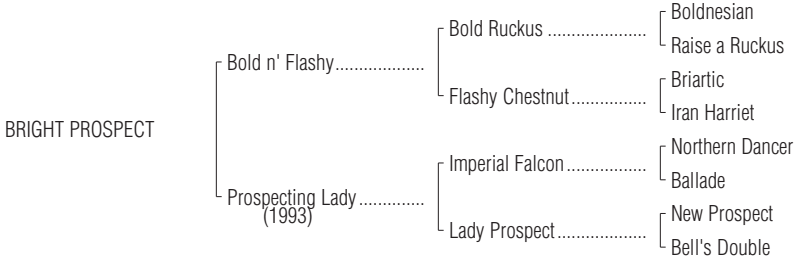 Boldnesian
Bold Ruckus ....................
Raise a Ruckus
Bold n' Flashy..................
Briartic
Flashy Chestnut...............
Iran Harriet
BRIGHT PROSPECT
Northern Dancer
Imperial Falcon................
Ballade
Prospecting Lady.............
(1993)
New Prospect
Lady Prospect..................
Bell's Double